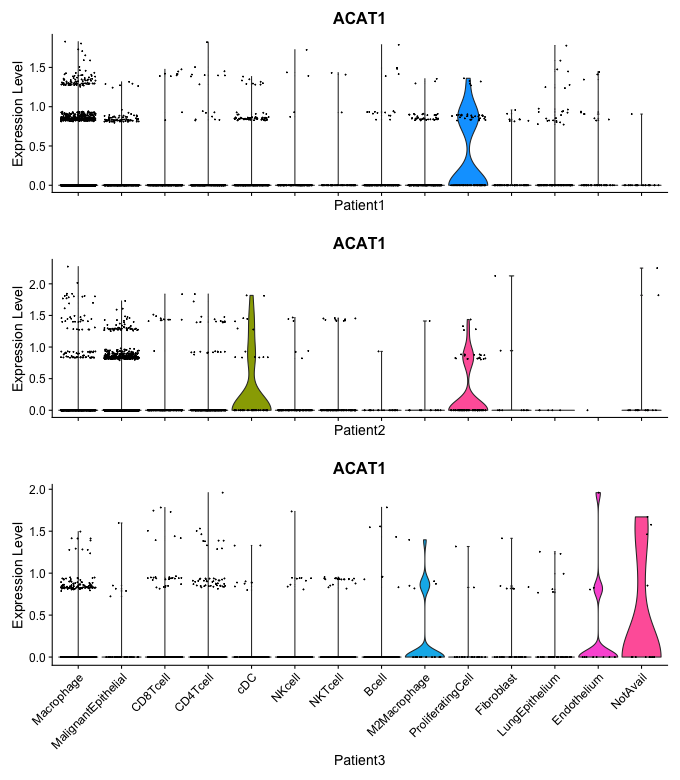 ACAT1
Expression Level
1.5
1.0
0.5
0.0
Patient1
ACAT1
Expression Level
2.0
1.5
1.0
0.5
0.0
Patient2
ACAT1
Expression Level
2.0
1.5
1.0
0.5
0.0
Macrophage
MalignantEpithelial
CD8Tcell
CD4Tcell
cDC
NKcell
NKTcell
Bcell
M2Macrophage
ProliferatingCell
Fibroblast
LungEpithelium
Endothelium
NotAvail
Patient3